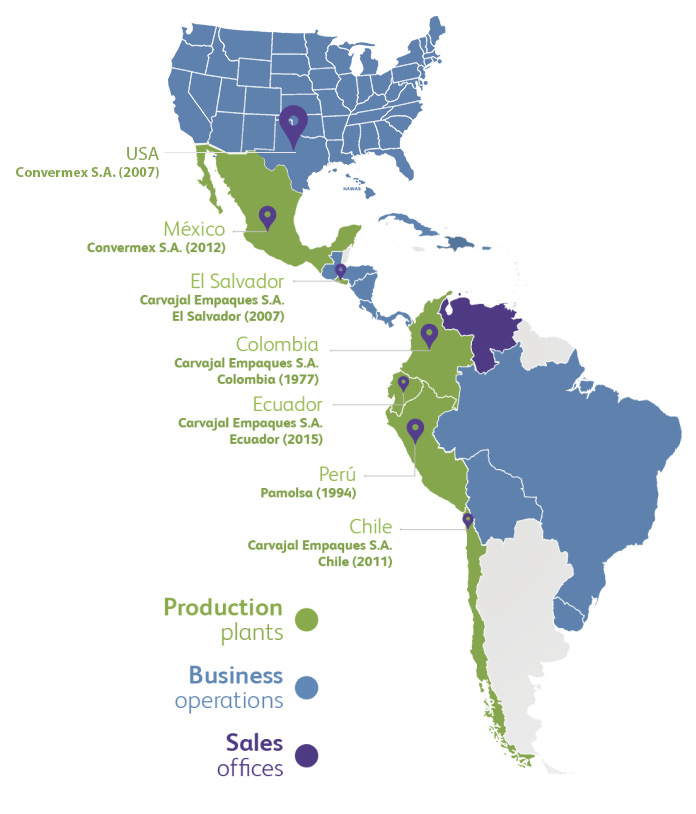 HAWAII
USA
Convermex S.A. (2007)
México
Convermex S.A. (2012)
El Salvador
Carvajal Empaques S.A.
El Salvador (2007)
Colombia
Carvajal Empaques S.A.
Colombia (1977)
Ecuador
Carvajal Empaques S.A.
Ecuador (2015)
Perú
Pamolsa (1994)
Chile
Carvajal Empaques S.A.
Chile (2011)
Production
plants
Business
operations
Sales
offices